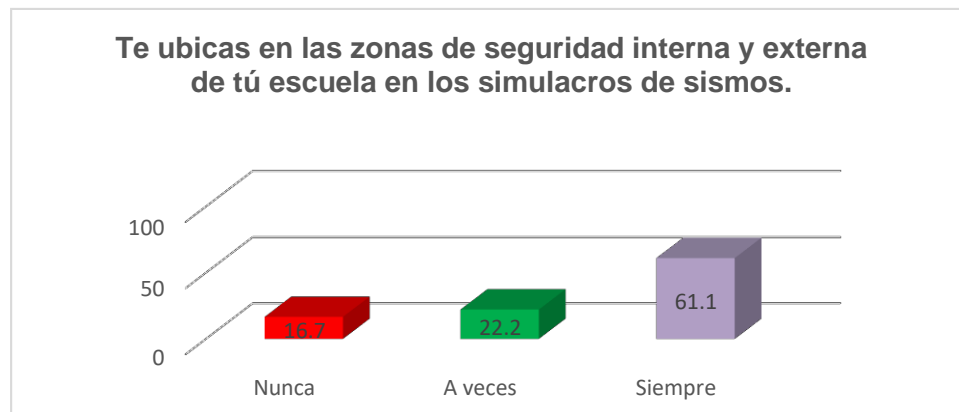 Te ubicas en las zonas de seguridad interna y externa
de tú escuela en los simulacros de sismos.
100
50
0
16.7
22.2
61.1
Nunca
A veces
Siempre